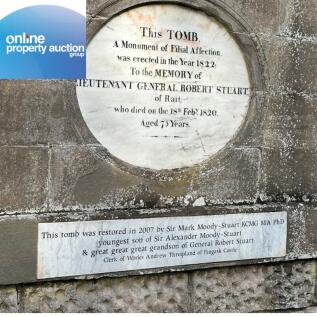 online
property auction
group
This TOMB,
A Monument of Filial Affection,
was erected in the Year 1822.
To the MEMORY of
LIEUTENANT GENERAL ROBERT STUART
of Rait,
who died on the 18th Feby 1820.
Aged 75 Years.
This tomb was restored in 2007 by Sir Mark Moody-Stuart KCMG MA PhD
youngest son of Sir Alexander Moody-Stuart
& great great great grandson of General Robert Stuart
Clerk of Works Andrew Threipland of Fingask Castle